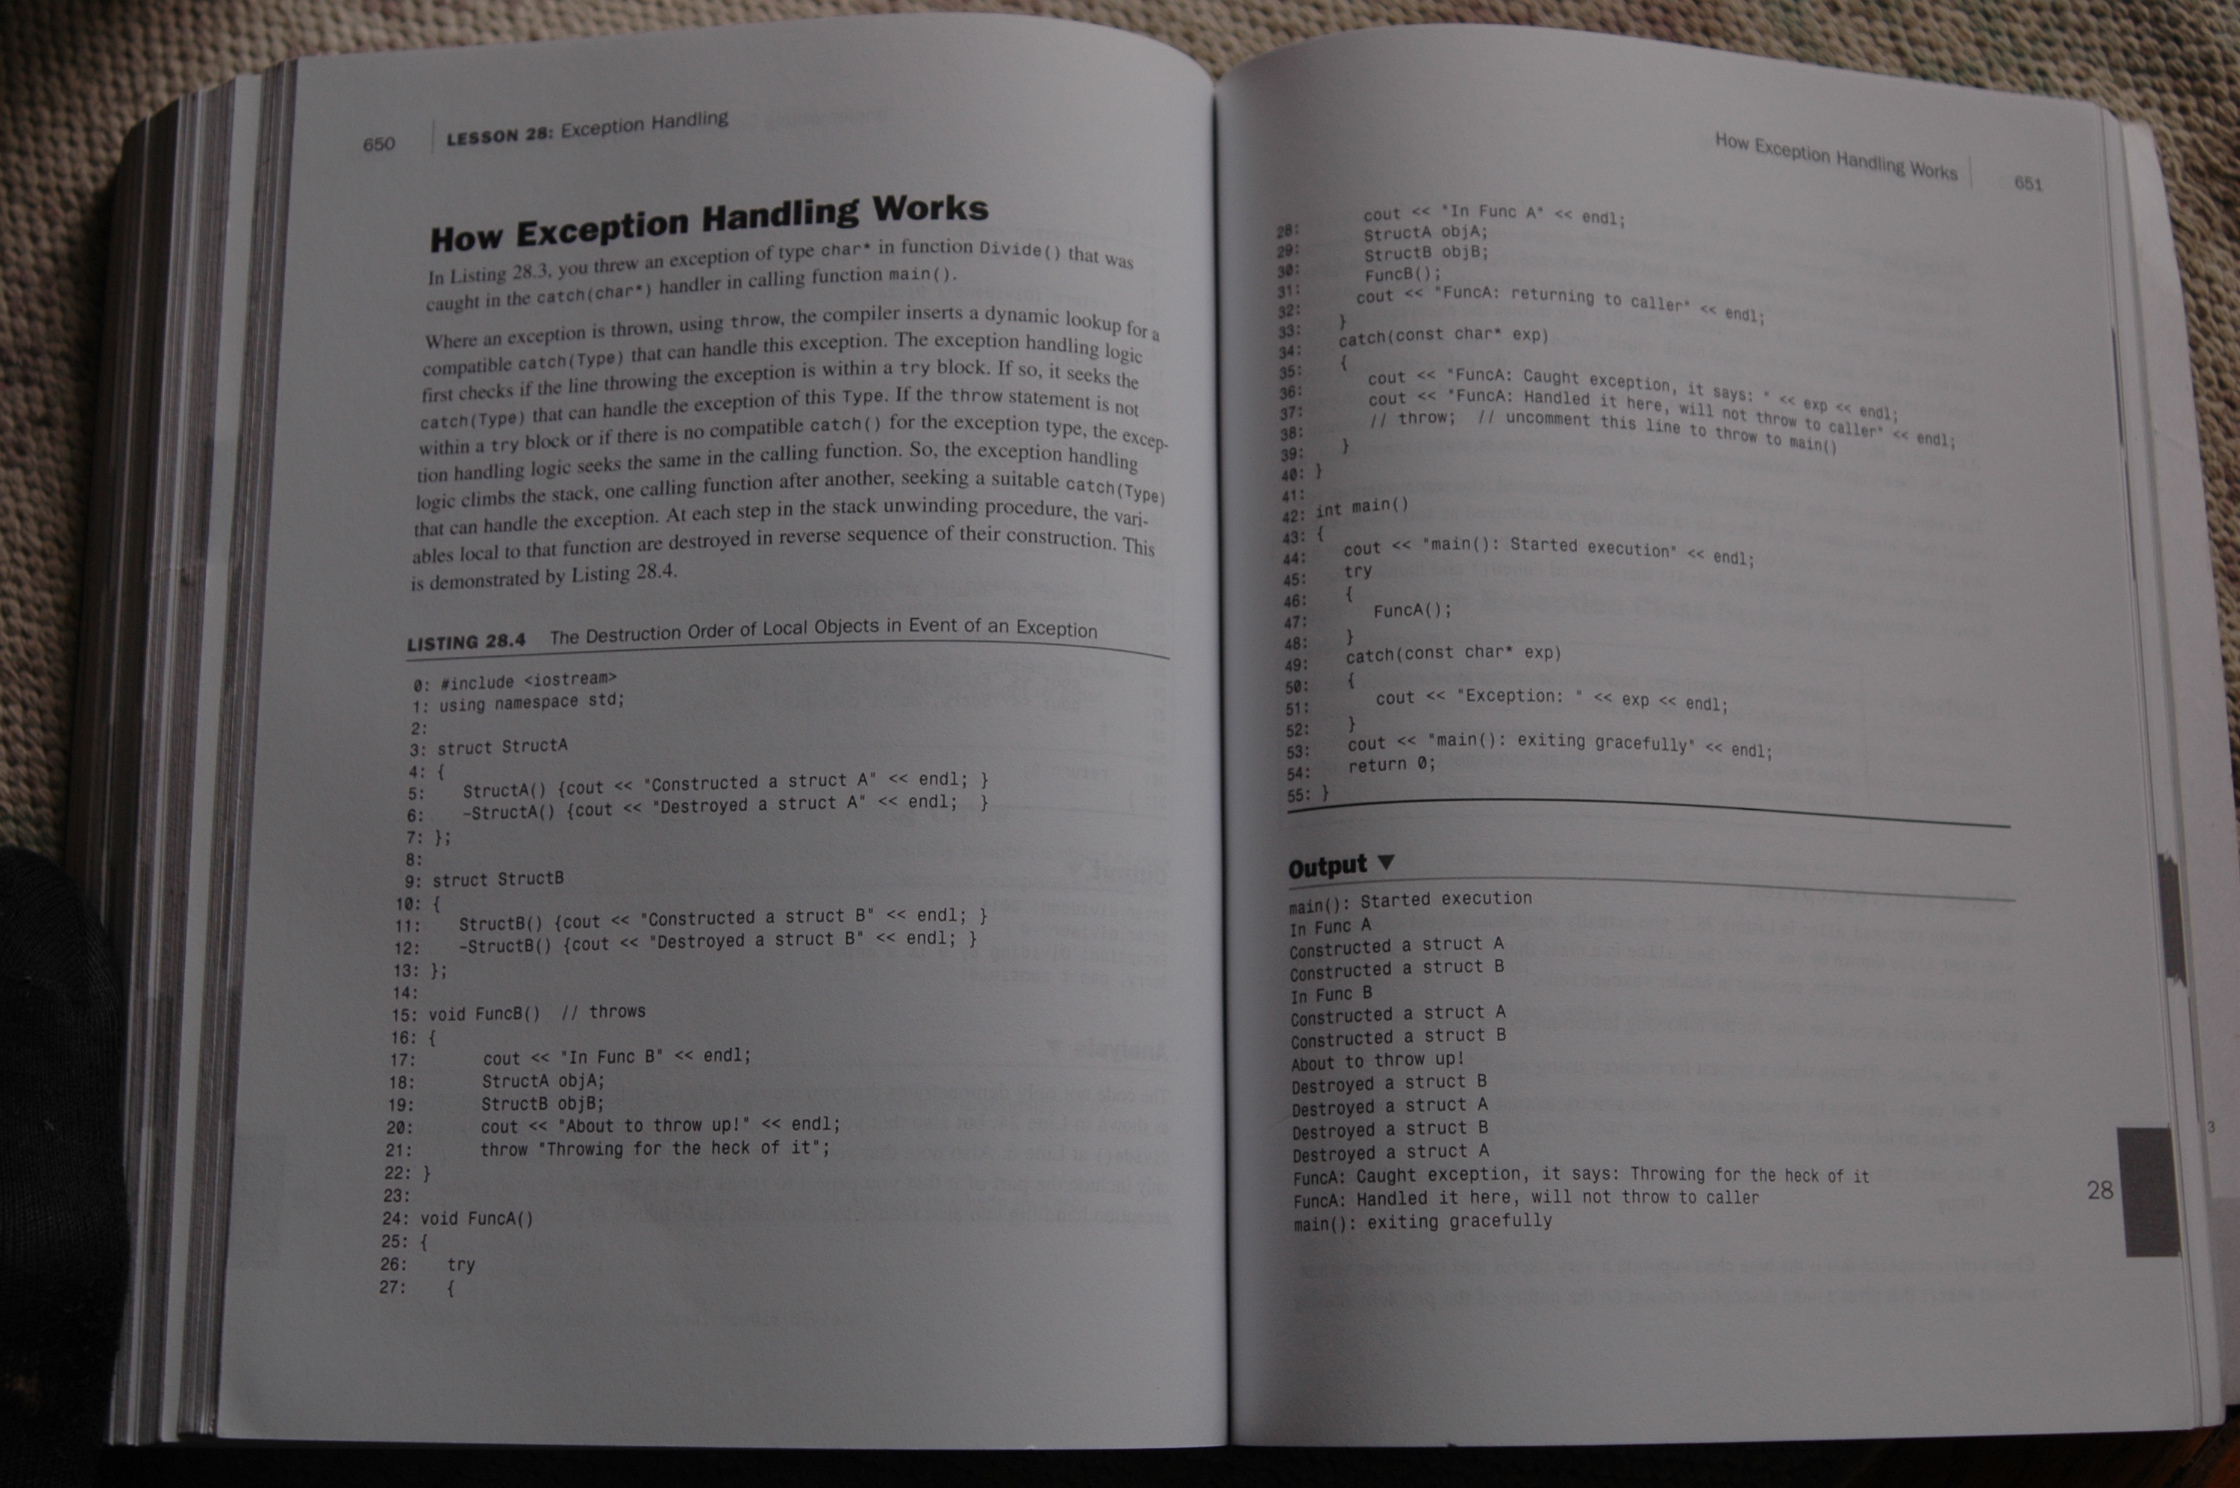 650 LESSON 28: Exception Handling
How Exception Handling Works
In Listing 28.3, you threw an exception of type char* in function Divide() that was
caught in the catch(char*) handler in calling function main().
Where an exception is thrown, using throw, the compiler inserts a dynamic lookup for a
compatible catch(Type) that can handle this exception. The exception handling logic
first checks if the line throwing the exception is within a try block. If so, it seeks the
catch(Type) that can handle the exception of this Type. If the throw statement is not
within a try block or if there is no compatible catch() for the exception type, the excep-
tion handling logic seeks the same in the calling function. So, the exception handling
logic climbs the stack, one calling function after another, seeking a suitable catch(Type)
that can handle the exception. At each step in the stack unwinding procedure, the vari-
ables local to that function are destroyed in reverse sequence of their construction. This
is demonstrated by Listing 28.4.
LISTING 28.4 The Destruction Order of Local Objects in Event of an Exception
0: #include <iostream>
1: using namespace std;
2:
3: struct StructA
4: {
5: StructA() {cout << "Constructed a struct A" << endl; }
6: ~StructA() {cout << "Destroyed a struct A" << endl; }
7: };
8:
9: struct StructB
10: {
11: StructB() {cout << "Constructed a struct B" << endl; }
12: ~StructB() {cout << "Destroyed a struct B" << endl; }
13: };
14:
15: void FuncB() // throws
16: {
17: cout << "In Func B" << endl;
18: StructA objA;
19: StructB objB;
20: cout << "About to throw up!" << endl;
21: throw "Throwing for the heck of it";
22: }
23:
24: void FuncA()
25: {
26: try
27: {
How Exception Handling Works 651
28: cout << "In Func A" << endl;
29: StructA objA;
30: StructB objB;
31: FuncB();
32: cout << "FuncA: returning to caller" << endl;
33: }
34: catch(const char* exp)
35: {
36: cout << "FuncA: Caught exception, it says: " << exp << endl;
37: cout << "FuncA: Handled it here, will not throw to caller" << endl;
38: // throw; // uncomment this line to throw to main()
39: }
40: }
41:
42: int main()
43: {
44: cout << "main(): Started execution" << endl;
45: try
46: {
47: FuncA();
48: }
49: catch(const char* exp)
50: {
51: cout << "Exception: " << exp << endl;
52: }
53: cout << "main(): exiting gracefully" << endl;
54: return 0;
55: }
Output ▼
main(): Started execution
In Func A
Constructed a struct A
Constructed a struct B
In Func B
Constructed a struct A
Constructed a struct B
About to throw up!
Destroyed a struct B
Destroyed a struct A
Destroyed a struct B
Destroyed a struct A
FuncA: Caught exception, it says: Throwing for the heck of it
FuncA: Handled it here, will not throw to caller
main(): exiting gracefully
28
3